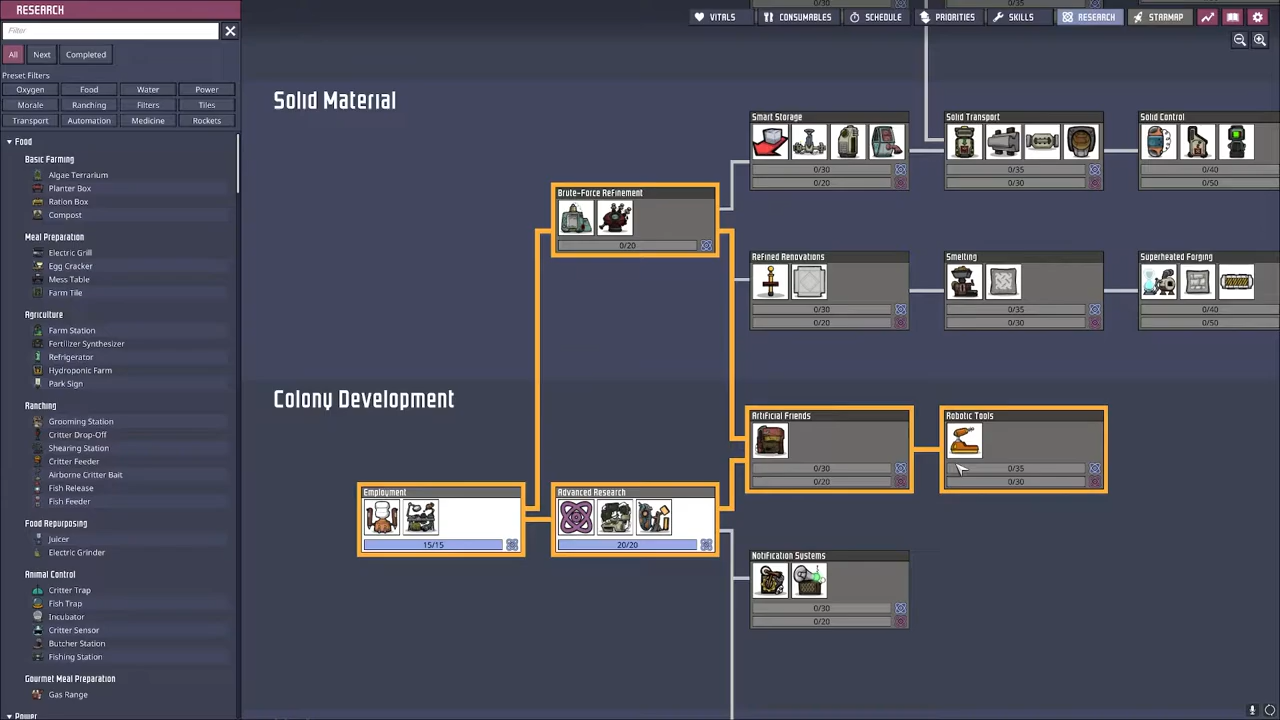 RESEARCH
VITALS
CONSUMABLES
SCHEDULE
PRIORITIES
SKILLS
RESEARCH
STARMAP
Filter
All
Next
Completed
Preset Filters
Oxygen
Food
Water
Power
Morale
Ranching
Filters
Tiles
Transport
Automation
Medicine
Rockets
Food
Basic Farming
Algae Terrarium
Planter Box
Ration Box
Compost
Meal Preparation
Electric Grill
Egg Cracker
Mess Table
Farm Tile
Agriculture
Farm Station
Fertilizer Synthesizer
Refrigerator
Hydroponic Farm
Park Sign
Ranching
Grooming Station
Critter Drop-Off
Shearing Station
Critter Feeder
Airborne Critter Bait
Fish Release
Fish Feeder
Food Repurposing
Juicer
Electric Grinder
Animal Control
Critter Trap
Fish Trap
Incubator
Critter Sensor
Butcher Station
Fishing Station
Gourmet Meal Preparation
Gas Range
Power
Solid Material
Smart Storage
0/30
0/20
Solid Transport
0/35
0/30
Solid Control
0/40
0/50
Brute-Force Refinement
0/20
Refined Renovations
0/30
0/20
Smelting
0/35
0/30
Superheated Forging
0/40
0/50
Colony Development
Artificial Friends
0/30
0/20
Robotic Tools
0/35
0/30
Employment
15/15
Advanced Research
20/20
Notification Systems
0/30
0/20